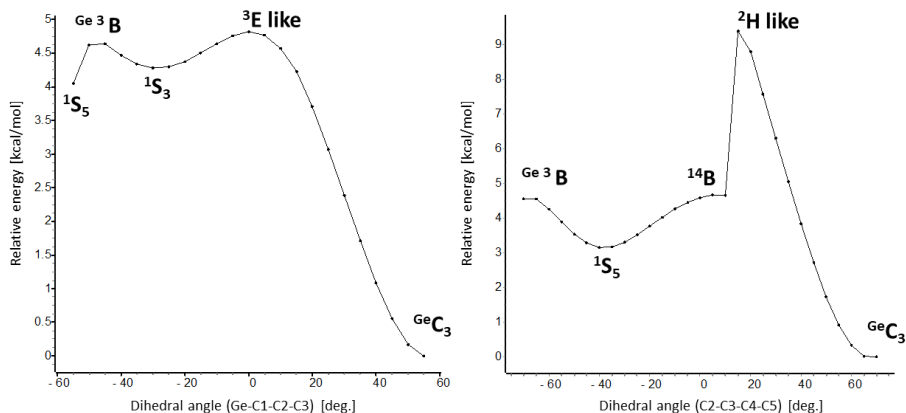 5
4.5
4
3.5
3
2.5
2
1.5
1
0.5
0
Relative energy [kcal/mol]
Ge 3 B
3E like
1S5
1S3
GeC3
- 60 - 40 - 20 0 20 40 60
Dihedral angle (Ge-C1-C2-C3) [deg.]
9
8
7
6
5
4
3
2
1
0
Relative energy [kcal/mol]
2H like
Ge 3 B
14B
1S5
GeC3
- 60 - 40 - 20 0 20 40 60
Dihedral angle (C2-C3-C4-C5) [deg.]